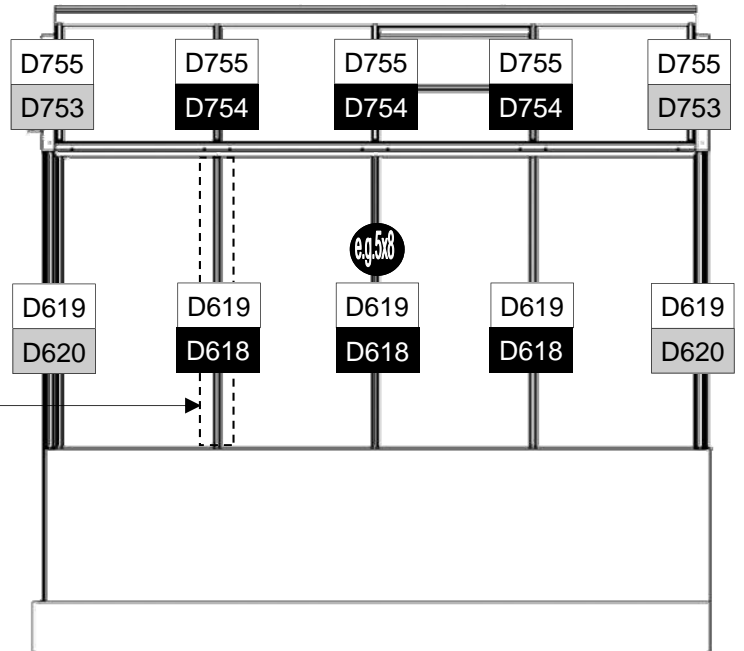 D755 D755 D755 D755 D755
D753 D754 D754 D754 D753
e.g.5x8
D619 D619 D619 D619 D619
D620 D618 D618 D618 D620